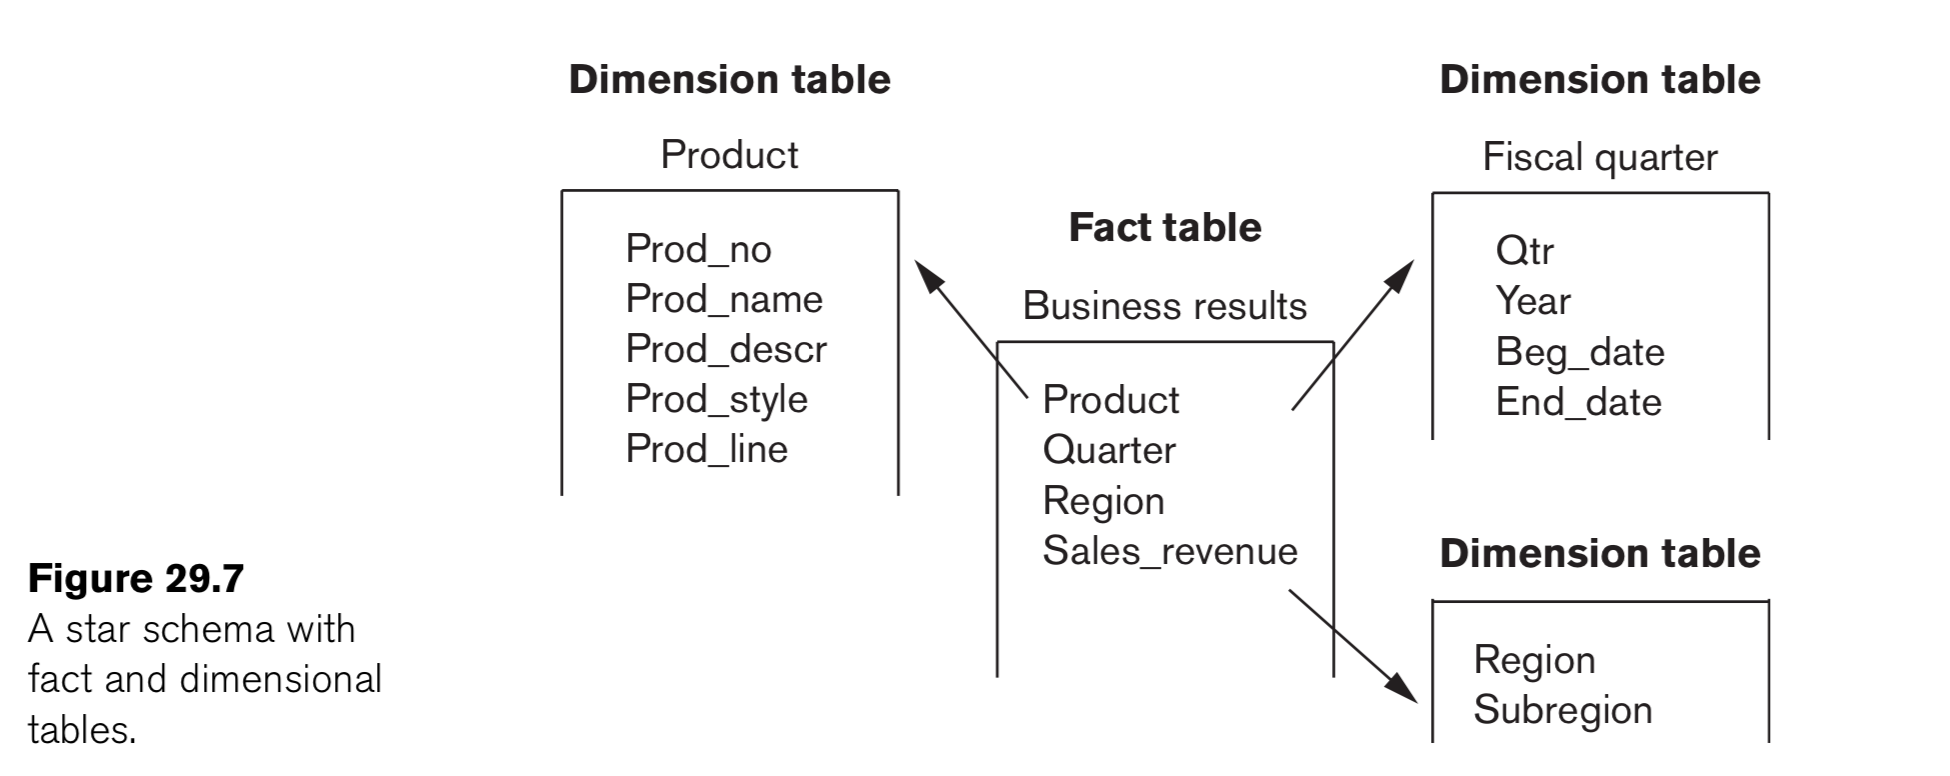 Dimension table
Product
Prod_no
Prod_name
Prod_descr
Prod_style
Prod_line
Fact table
Business results
Product
Quarter
Region
Sales_revenue
Dimension table
Fiscal quarter
Qtr
Year
Beg_date
End_date
Dimension table
Region
Subregion
Figure 29.7
A star schema with
fact and dimensional
tables.